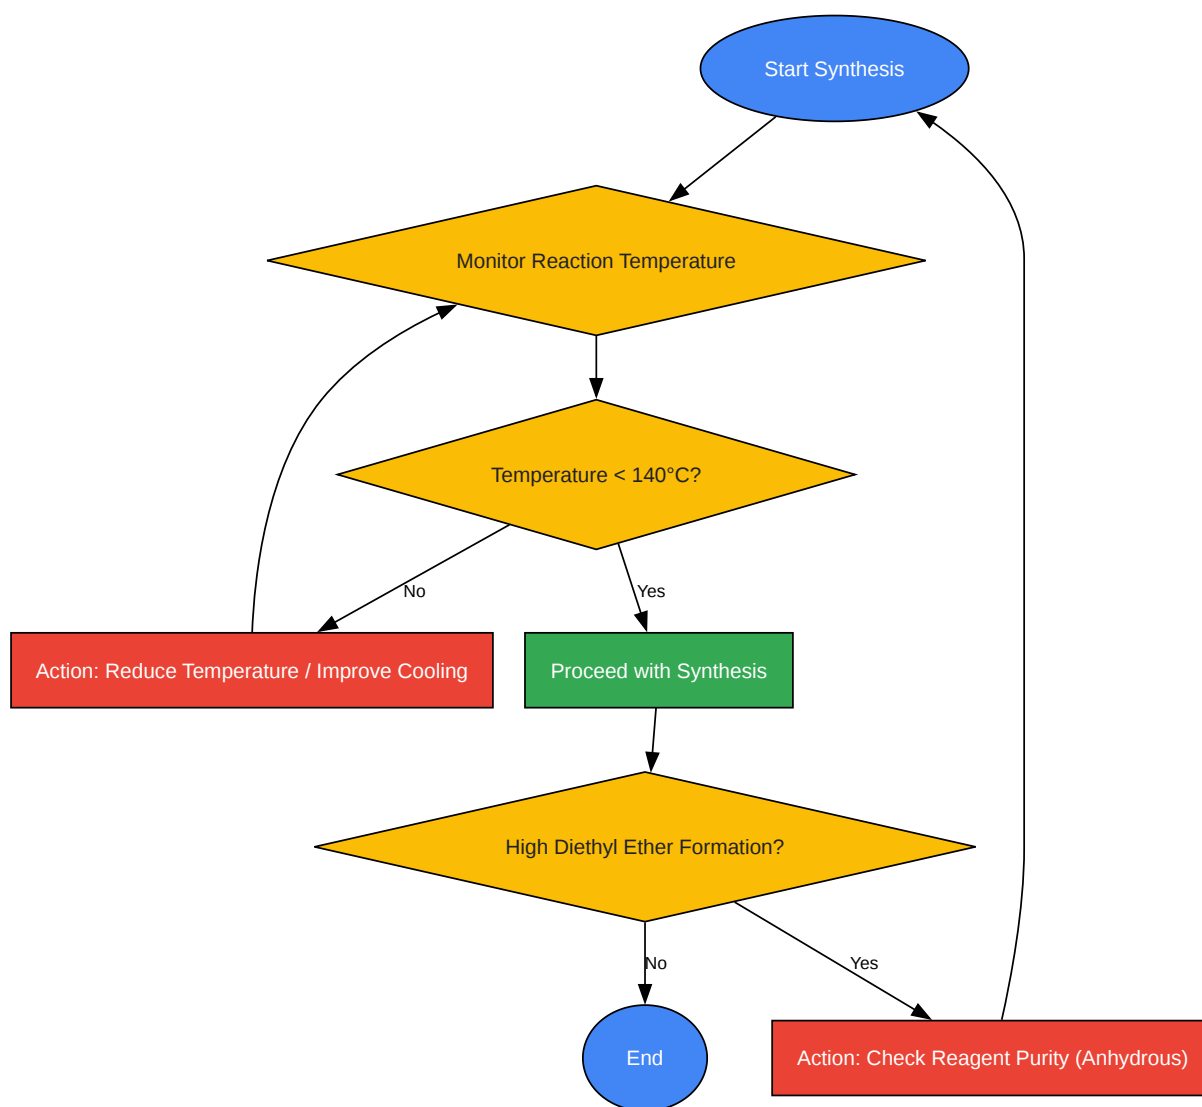 Start Synthesis
Monitor Reaction Temperature
Temperature < 140°C?
No
Yes
Action: Reduce Temperature / Improve Cooling
Proceed with Synthesis
High Diethyl Ether Formation?
No
Yes
End
Action: Check Reagent Purity (Anhydrous)